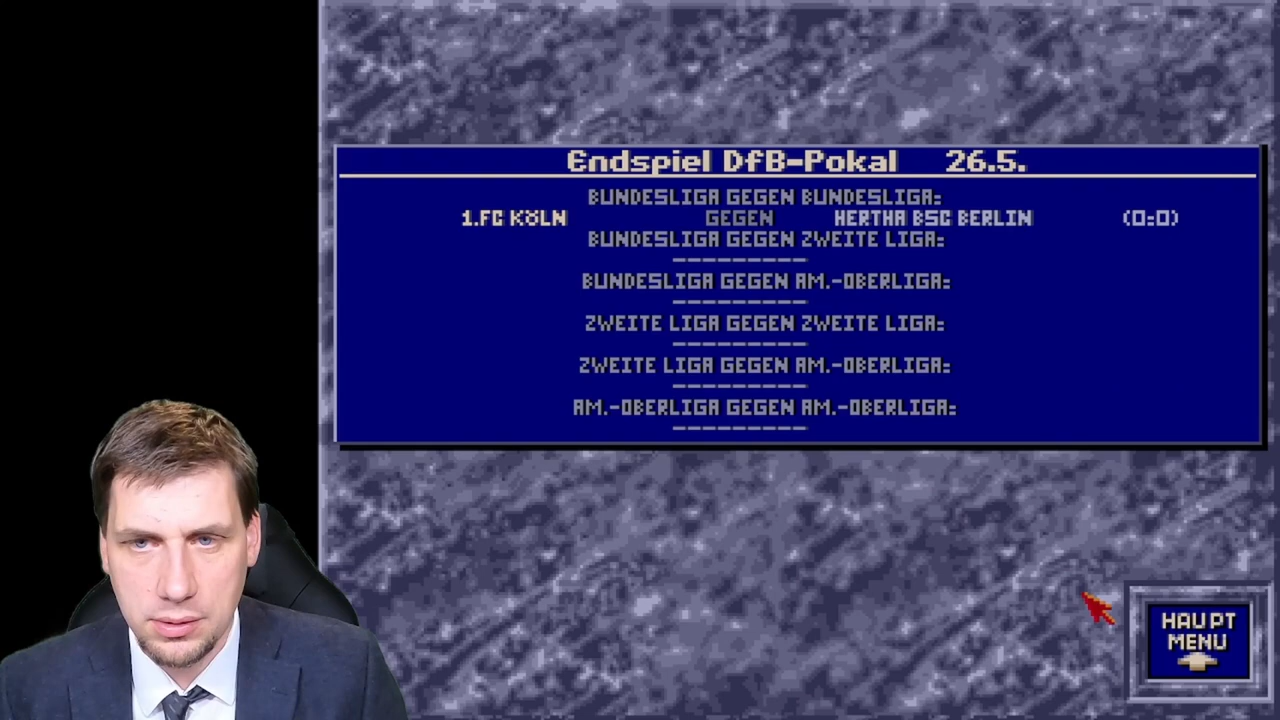 Endspiel DfB-Pokal 26.5.
BUNDESLIGA GEGEN BUNDESLIGA:
1.FC KÖLN GEGEN HERTHA BSC BERLIN (0:0)
BUNDESLIGA GEGEN ZWEITE LIGA:
---------
BUNDESLIGA GEGEN AM.-OBERLIGA:
---------
ZWEITE LIGA GEGEN ZWEITE LIGA:
---------
ZWEITE LIGA GEGEN AM.-OBERLIGA:
---------
AM.-OBERLIGA GEGEN AM.-OBERLIGA:
---------
HAUPT
MENU